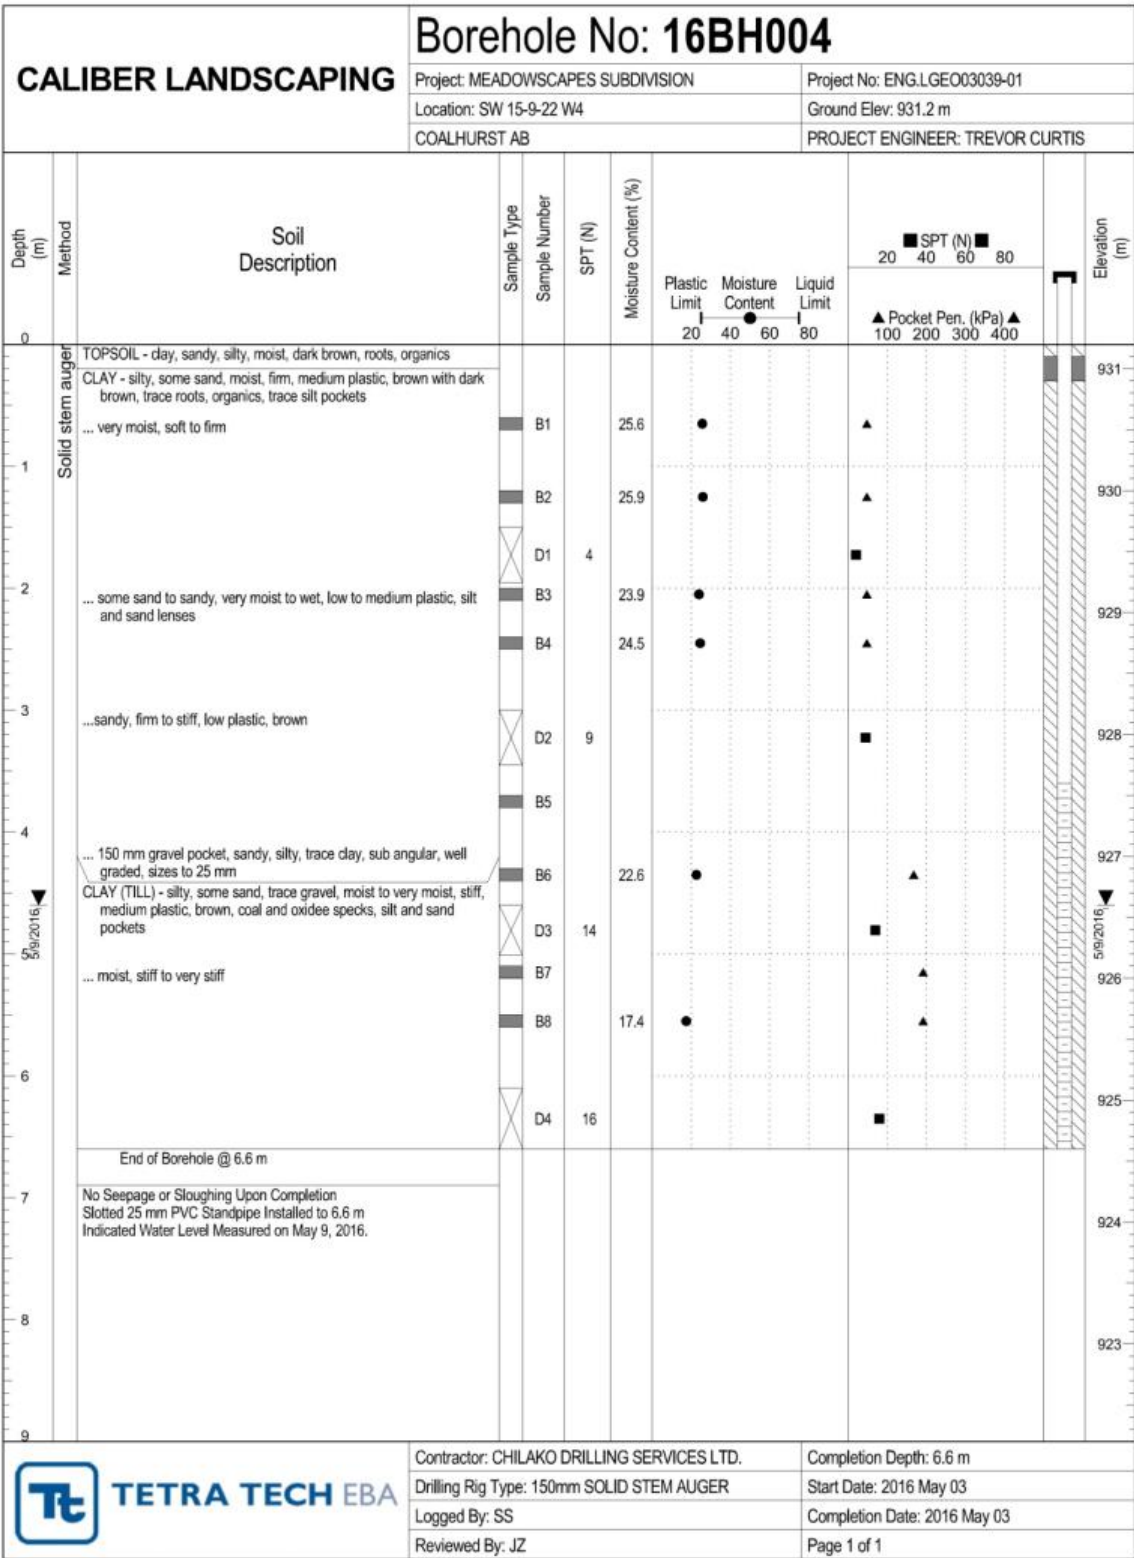 CALIBER LANDSCAPING
Borehole No: 16BH004
Project: MEADOWSCAPES SUBDIVISION
Project No: ENG.LGEO03039-01
Location: SW 15-9-22 W4
Ground Elev: 931.2 m
COALHURST AB
PROJECT ENGINEER: TREVOR CURTIS
Depth
(m)
Method
Soil
Description
Sample Type
Sample Number
SPT (N)
Moisture Content (%)
Plastic
Limit
Moisture
Content
Liquid
Limit
20 40 60 80
■ SPT (N) ■
20 40 60 80
▲ Pocket Pen. (kPa) ▲
100 200 300 400
Elevation
(m)
0
Solid stem auger
TOPSOIL - clay, sandy, silty, moist, dark brown, roots, organics
CLAY - silty, some sand, moist, firm, medium plastic, brown with dark
brown, trace roots, organics, trace silt pockets
931
... very moist, soft to firm
B1 25.6
1
B2 25.9
930
D1 4
2
... some sand to sandy, very moist to wet, low to medium plastic, silt
and sand lenses
B3 23.9
929
B4 24.5
3
...sandy, firm to stiff, low plastic, brown
D2 9
928
B5
4
... 150 mm gravel pocket, sandy, silty, trace clay, sub angular, well
graded, sizes to 25 mm
927
B6 22.6
CLAY (TILL) - silty, some sand, trace gravel, moist to very moist, stiff,
medium plastic, brown, coal and oxidee specks, silt and sand
pockets
5/9/2016
D3 14
5/9/2016
5
... moist, stiff to very stiff
B7
926
B8 17.4
6
D4 16
925
End of Borehole @ 6.6 m
7
No Seepage or Sloughing Upon Completion
Slotted 25 mm PVC Standpipe Installed to 6.6 m
Indicated Water Level Measured on May 9, 2016.
924
8
923
9
Tt TETRA TECH EBA
Contractor: CHILAKO DRILLING SERVICES LTD.
Completion Depth: 6.6 m
Drilling Rig Type: 150mm SOLID STEM AUGER
Start Date: 2016 May 03
Logged By: SS
Completion Date: 2016 May 03
Reviewed By: JZ
Page 1 of 1